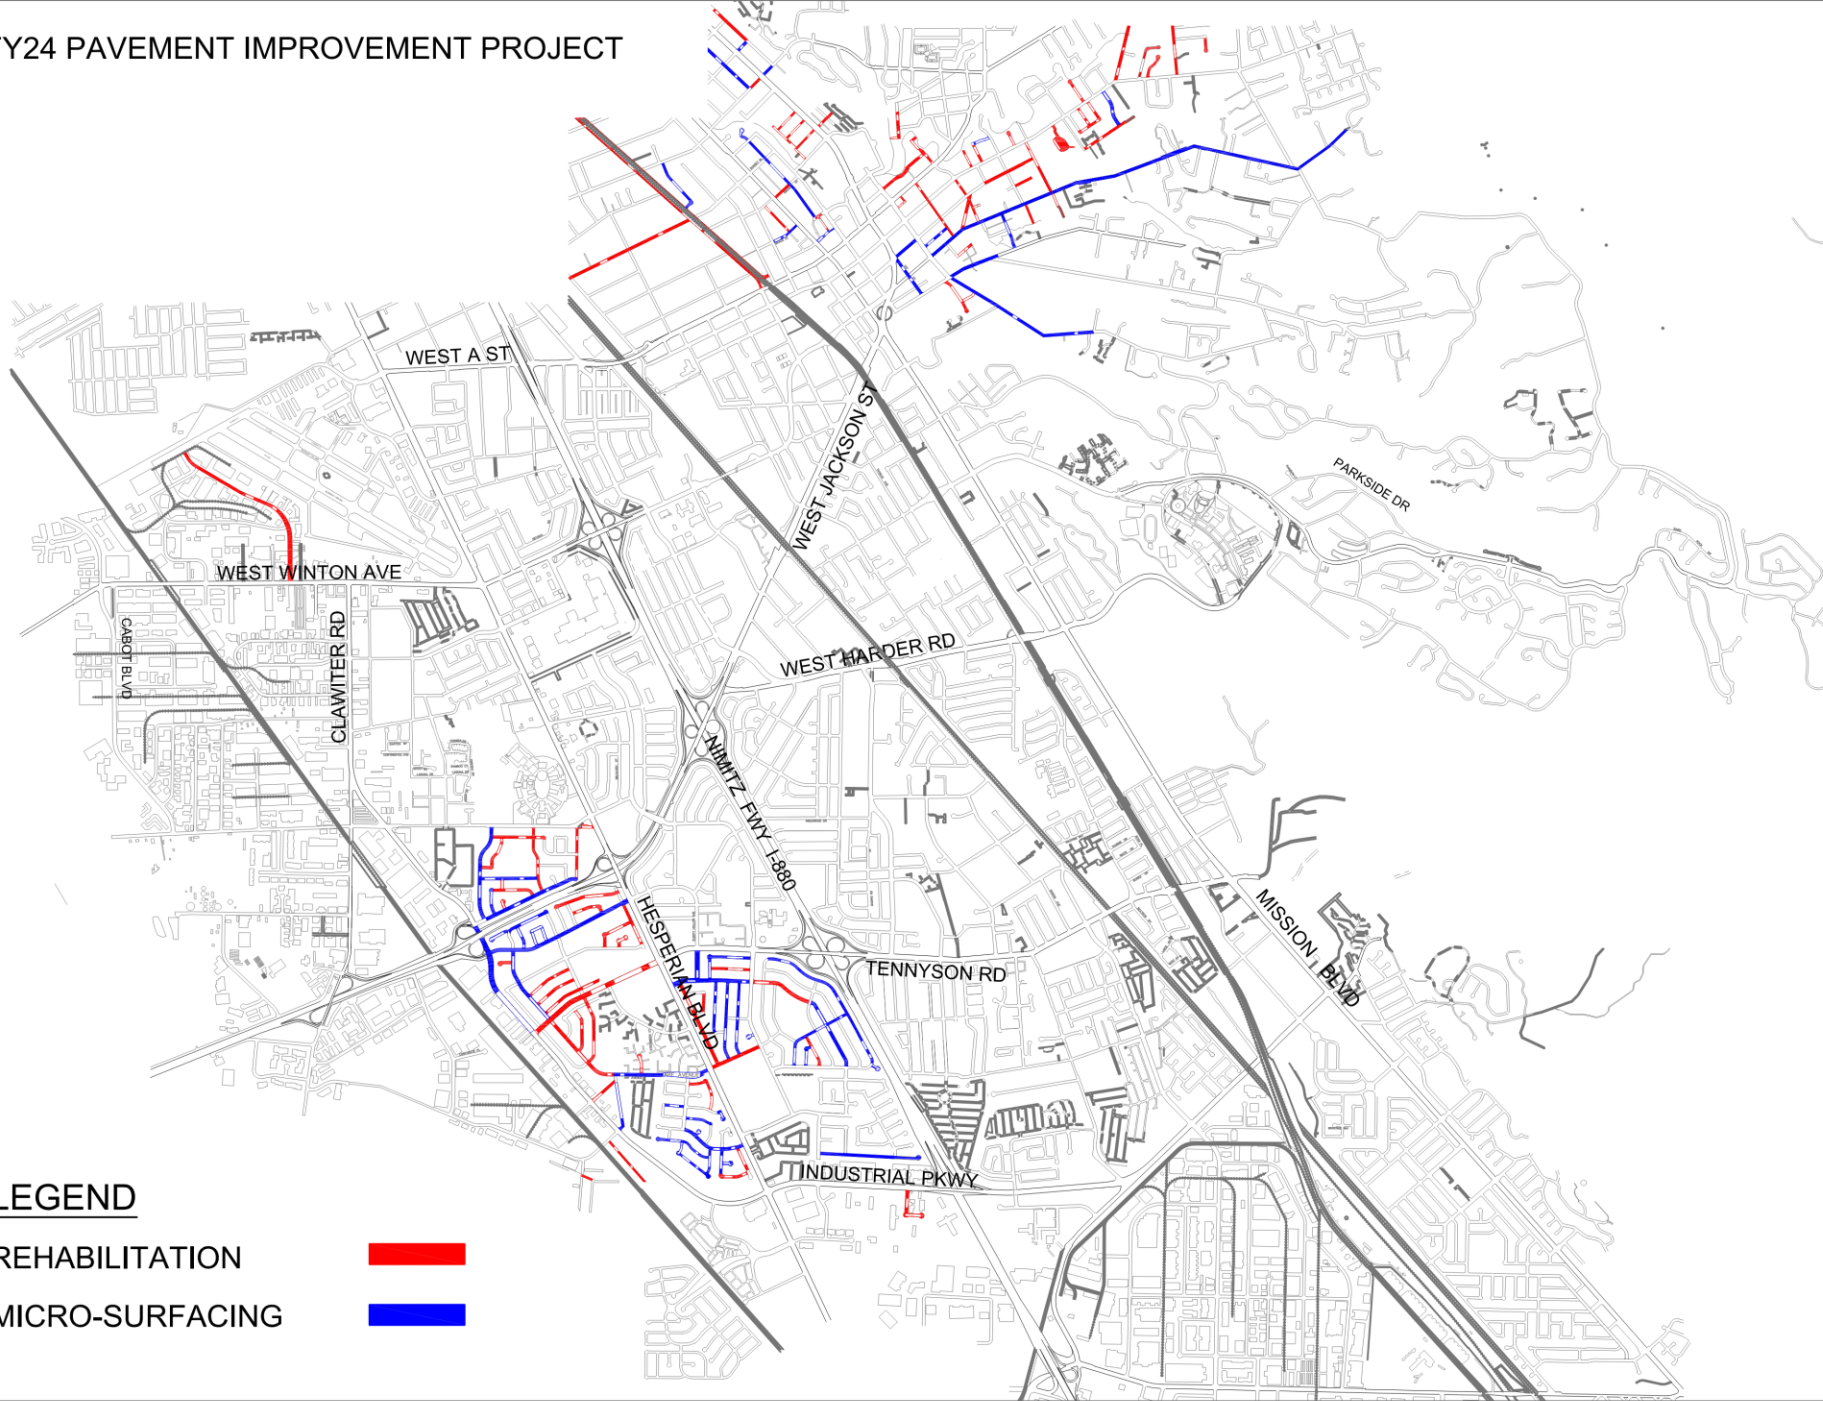 FY24 PAVEMENT IMPROVEMENT PROJECT
WEST A ST
WEST JACKSON ST
PARKSIDE DR
WEST WINTON AVE
CABOT BLVD
CLAWITER RD
WEST HARDER RD
NIMITZ FWY I-880
HESPERIAN BLVD
TENNYSON RD
MISSION BLVD
INDUSTRIAL PKWY
LEGEND
REHABILITATION
MICRO-SURFACING